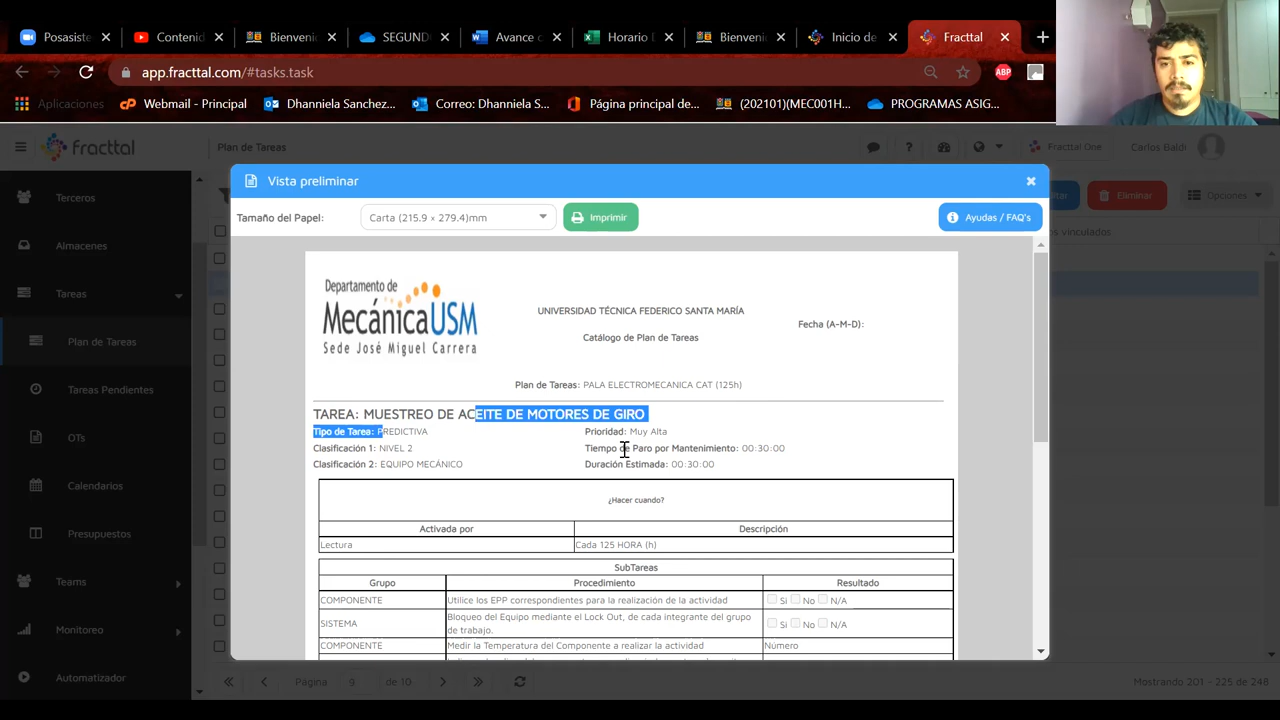 Posasiste
Contenid
Bienveni
SEGUND
Avance c
Horario
Bienveni
Inicio de
Fracttal
app.fracttal.com/#tasks.task
ABP
Aplicaciones
Webmail - Principal
Dhanniela Sanchez...
Correo: Dhanniela S...
Página principal de...
(202101)(MEC001H...
PROGRAMAS ASIG...
fracttal
Plan de Tareas
?
Fracttal One
Carlos Baldi
Terceros
Almacenes
Tareas
Plan de Tareas
Tareas Pendientes
OTs
Calendarios
Presupuestos
Teams
Monitoreo
Automatizador
Eliminar
Opciones
ns vinculados.
Vista preliminar
Tamaño del Papel:
Carta (215.9 × 279.4)mm
Imprimir
Ayudas / FAQ's
Departamento de
MecánicaUSM
Sede José Miguel Carrera
UNIVERSIDAD TÉCNICA FEDERICO SANTA MARÍA
Catálogo de Plan de Tareas
Fecha (A-M-D):
Plan de Tareas: PALA ELECTROMECANICA CAT (125h)
TAREA: MUESTREO DE ACEITE DE MOTORES DE GIRO
Tipo de Tarea: PREDICTIVA
Prioridad: Muy Alta
Clasificación 1: NIVEL 2
Tiempo de Paro por Mantenimiento: 00:30:00
Clasificación 2: EQUIPO MECÁNICO
Duración Estimada: 00:30:00
¿Hacer cuando?
Activada por
Descripción
Lectura
Cada 125 HORA (h)
SubTareas
Grupo
Procedimiento
Resultado
COMPONENTE
Utilice los EPP correspondientes para la realización de la actividad
Si No N/A
SISTEMA
Bloqueo del Equipo mediante el Lock Out, de cada integrante del grupo
de trabajo.
Si No N/A
COMPONENTE
Medir la Temperatura del Componente a realizar la actividad
Número
Página 9 de 10
Mostrando 201 - 225 de 248